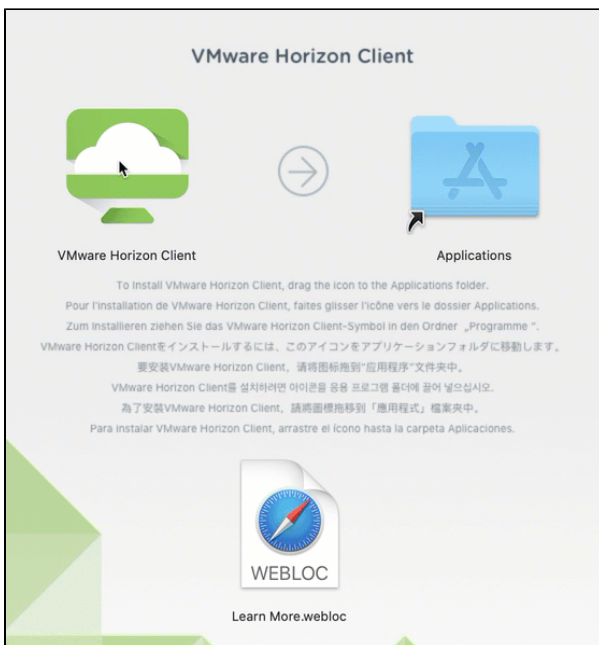 VMware Horizon Client
VMware Horizon Client
Applications
To install VMware Horizon Client, drag the icon to the Applications folder.
Pour l'installation de VMware Horizon Client, faites glisser l'icône vers le dossier Applications.
Zum Installieren ziehen Sie das VMware Horizon Client-Symbol in den Ordner „Programme “.
VMware Horizon Clientをインストールするには、このアイコンをアプリケーションフォルダに移動します。
要安装VMware Horizon Client，请将图标拖到"应用程序"文件夹中。
VMware Horizon Client를 설치하려면 아이콘을 응용 프로그램 폴더에 끌어 넣으십시오.
為了安裝VMware Horizon Client，請將圖標拖移到「應用程式」檔案夾中。
Para instalar VMware Horizon Client, arrastre el ícono hasta la carpeta Aplicaciones.
WEBLOC
Learn More.webloc